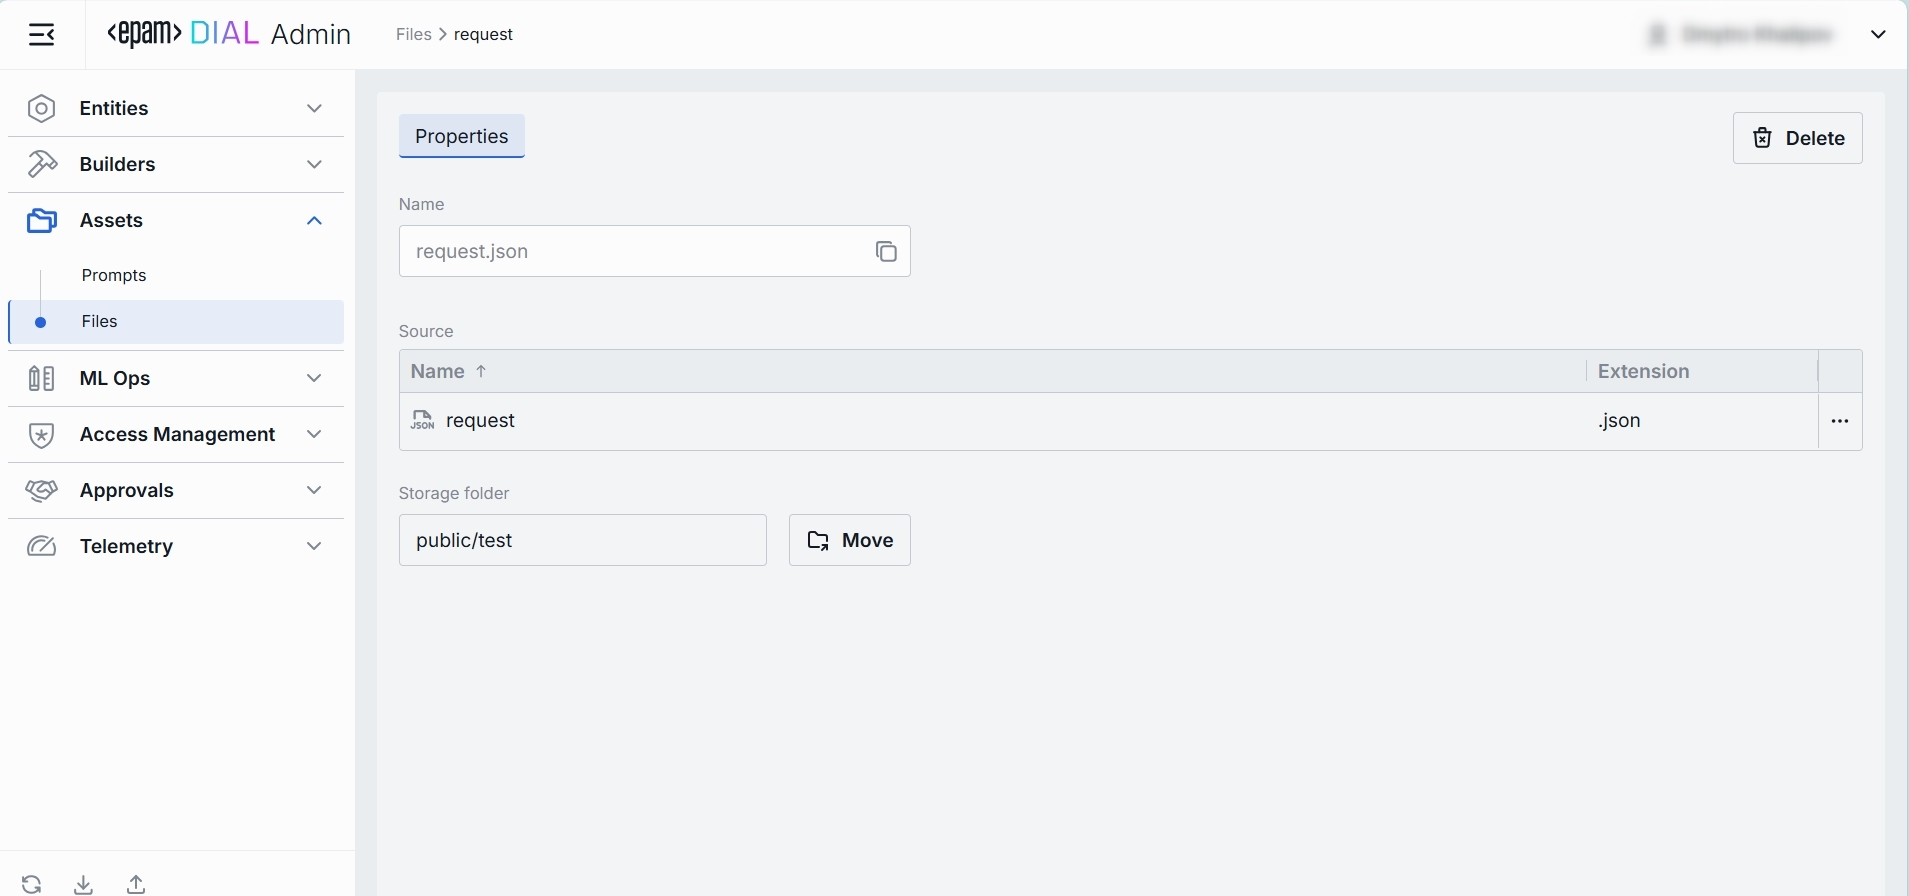 <epam> DIAL Admin
Files > request
Entities
Builders
Assets
Prompts
Files
ML Ops
Access Management
Approvals
Telemetry
Properties
Delete
Name
request.json
Source
Name ↑
Extension
JSON request
.json
...
Storage folder
public/test
Move